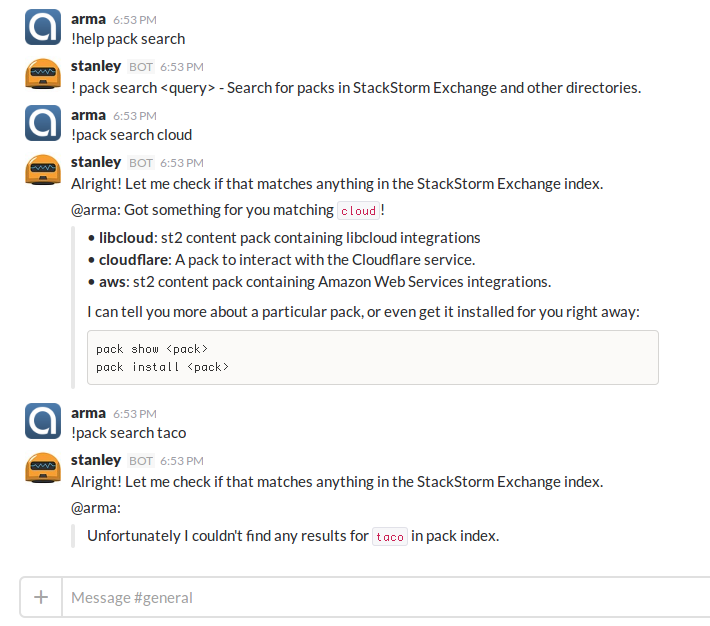 arma 6:53 PM
!help pack search
stanley BOT 6:53 PM
! pack search <query> - Search for packs in StackStorm Exchange and other directories.
arma 6:53 PM
!pack search cloud
stanley BOT 6:53 PM
Alright! Let me check if that matches anything in the StackStorm Exchange index.
@arma: Got something for you matching cloud!
• libcloud: st2 content pack containing libcloud integrations
• cloudflare: A pack to interact with the Cloudflare service.
• aws: st2 content pack containing Amazon Web Services integrations.
I can tell you more about a particular pack, or even get it installed for you right away:
pack show <pack>
pack install <pack>
arma 6:53 PM
!pack search taco
stanley BOT 6:53 PM
Alright! Let me check if that matches anything in the StackStorm Exchange index.
@arma:
Unfortunately I couldn't find any results for taco in pack index.
+ Message #general